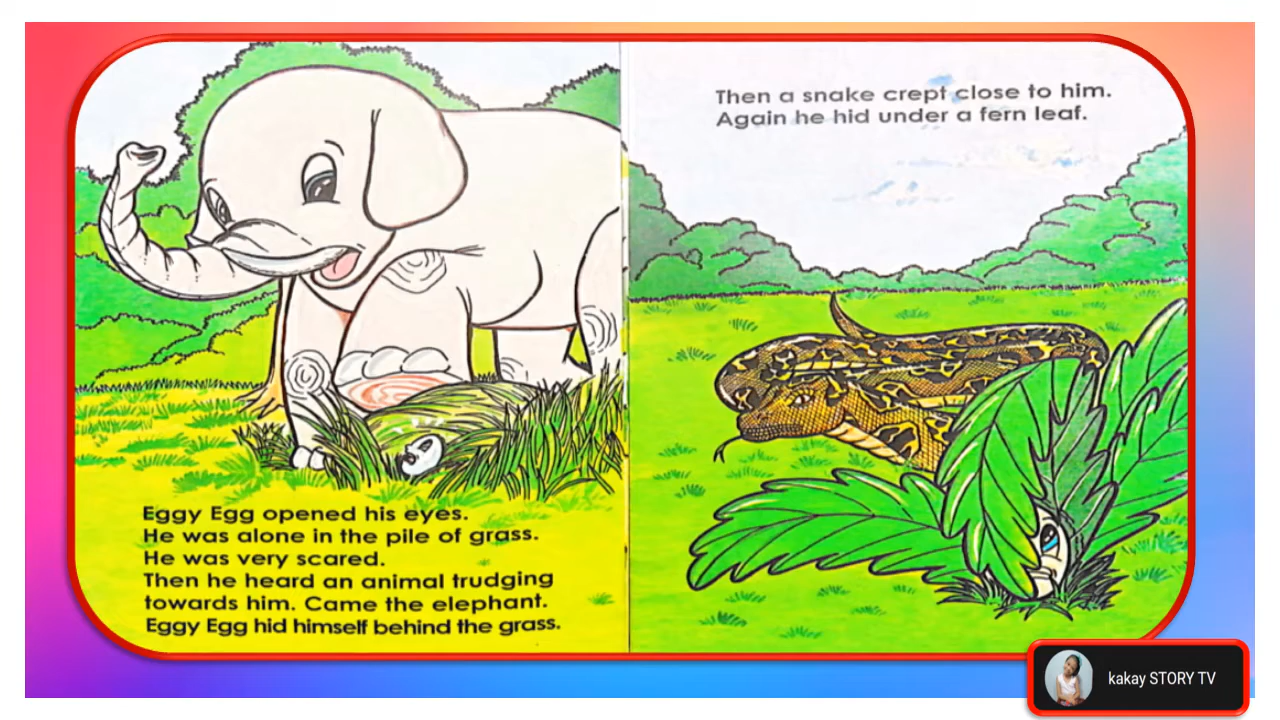 Eggy Egg opened his eyes.
He was alone in the pile of grass.
He was very scared.
Then he heard an animal trudging
towards him. Came the elephant.
Eggy Egg hid himself behind the grass.
Then a snake crept close to him.
Again he hid under a fern leaf.
kakay STORY TV